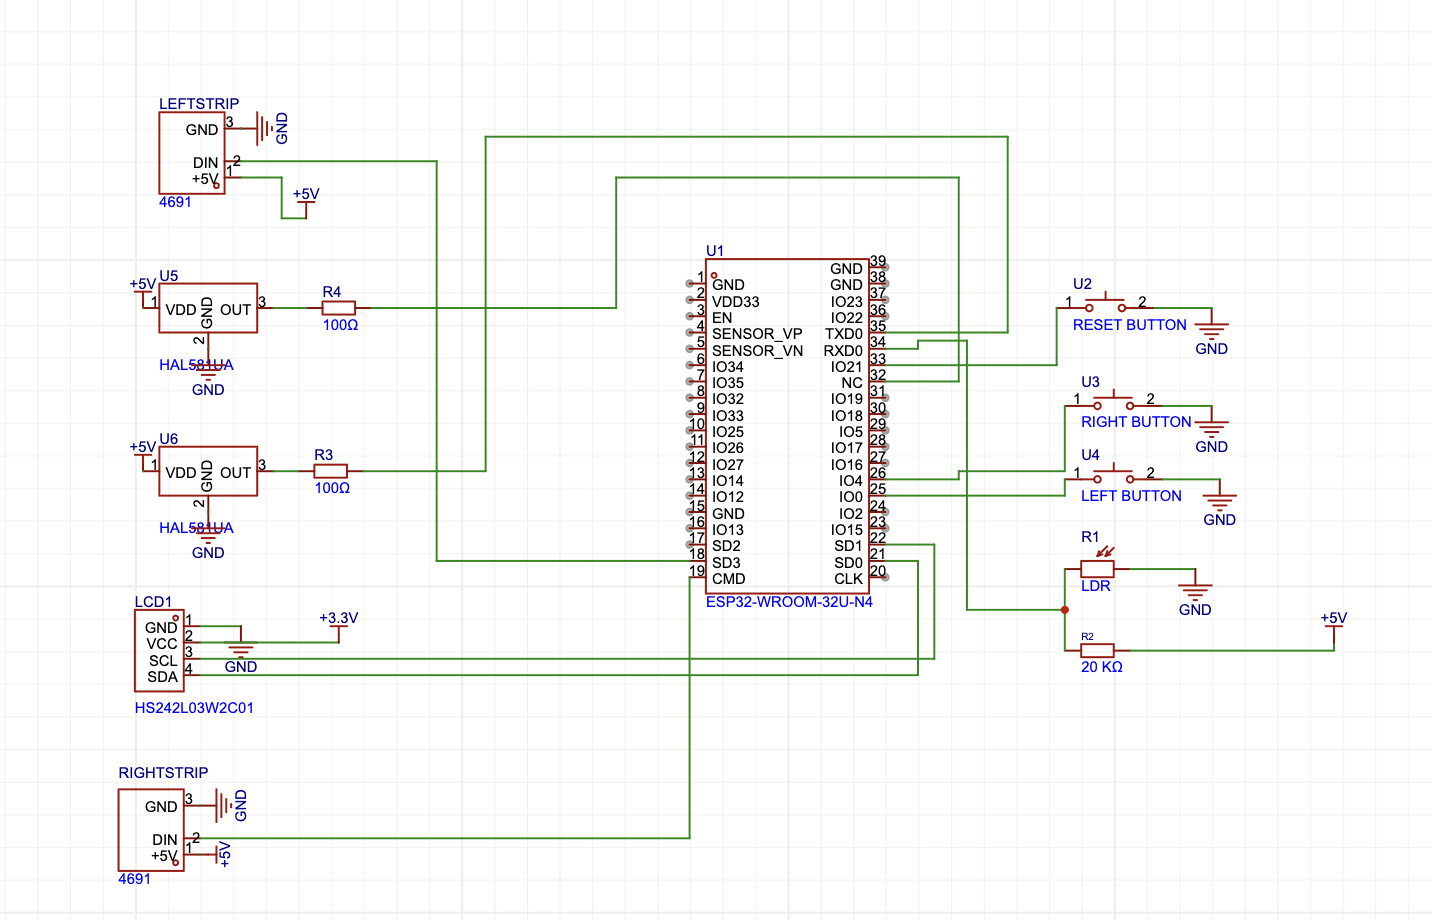 LEFTSTRIP
GND 3 GND
DIN 2
+5V 1
4691
+5V
U5
+5V
1 VDD GND OUT 3
2
HAL581UA
GND
R4
100Ω
U6
+5V
1 VDD GND OUT 3
2
HAL581UA
GND
R3
100Ω
LCD1
GND 1
VCC 2
SCL 3
SDA 4
HS242L03W2C01
+3.3V
GND
RIGHTSTRIP
GND 3 GND
DIN 2
+5V 1 +5V
4691
U1
1 GND
2 VDD33
3 EN
4 SENSOR_VP
5 SENSOR_VN
6 IO34
7 IO35
8 IO32
9 IO33
10 IO25
11 IO26
12 IO27
13 IO14
14 IO12
15 GND
16 IO13
17 SD2
18 SD3
19 CMD
GND 39
GND 38
IO23 37
IO22 36
TXD0 35
RXD0 34
IO21 33
NC 32
IO19 31
IO18 30
IO5 29
IO17 28
IO16 27
IO4 26
IO0 25
IO2 24
IO15 23
SD1 22
SD0 21
CLK 20
ESP32-WROOM-32U-N4
U2
1 2
RESET BUTTON
GND
U3
1 2
RIGHT BUTTON
GND
U4
1 2
LEFT BUTTON
GND
R1
LDR
GND
R2
20 KΩ
+5V